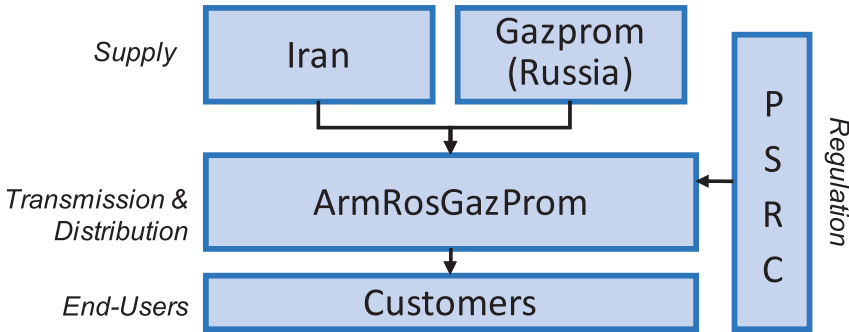 Supply
Iran
Gazprom
(Russia)
Transmission &
Distribution
ArmRosGazProm
End-Users
Customers
P
S
R
C
Regulation